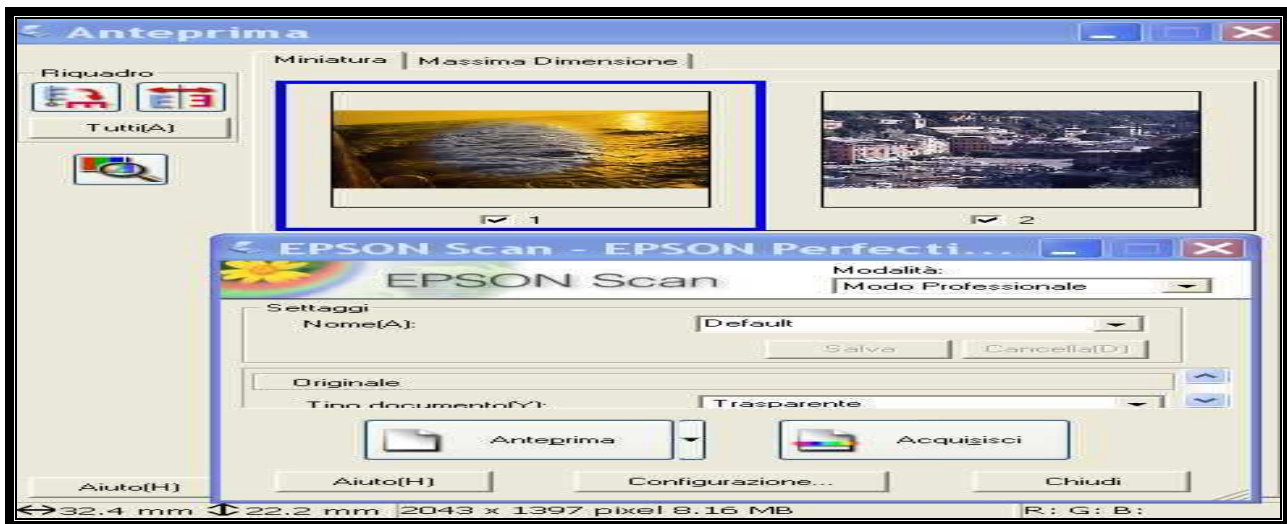 Anteprima
Riquadro
Miniatura Massima Dimensione
Tutti(A)
1 2
EPSON Scan - EPSON Perfecti...
EPSON Scan
Modalità:
Modo Professionale
Settaggi
Nome(A): Default
Salva Cancella(D)
Originale
Tipo documento(Y): Trasparente
Anteprima Acquisisci
Aiuto(H) Aiuto(H) Configurazione... Chiudi
32.4 mm 22.2 mm 2043 x 1397 pixel 8.16 MB R: G: B: